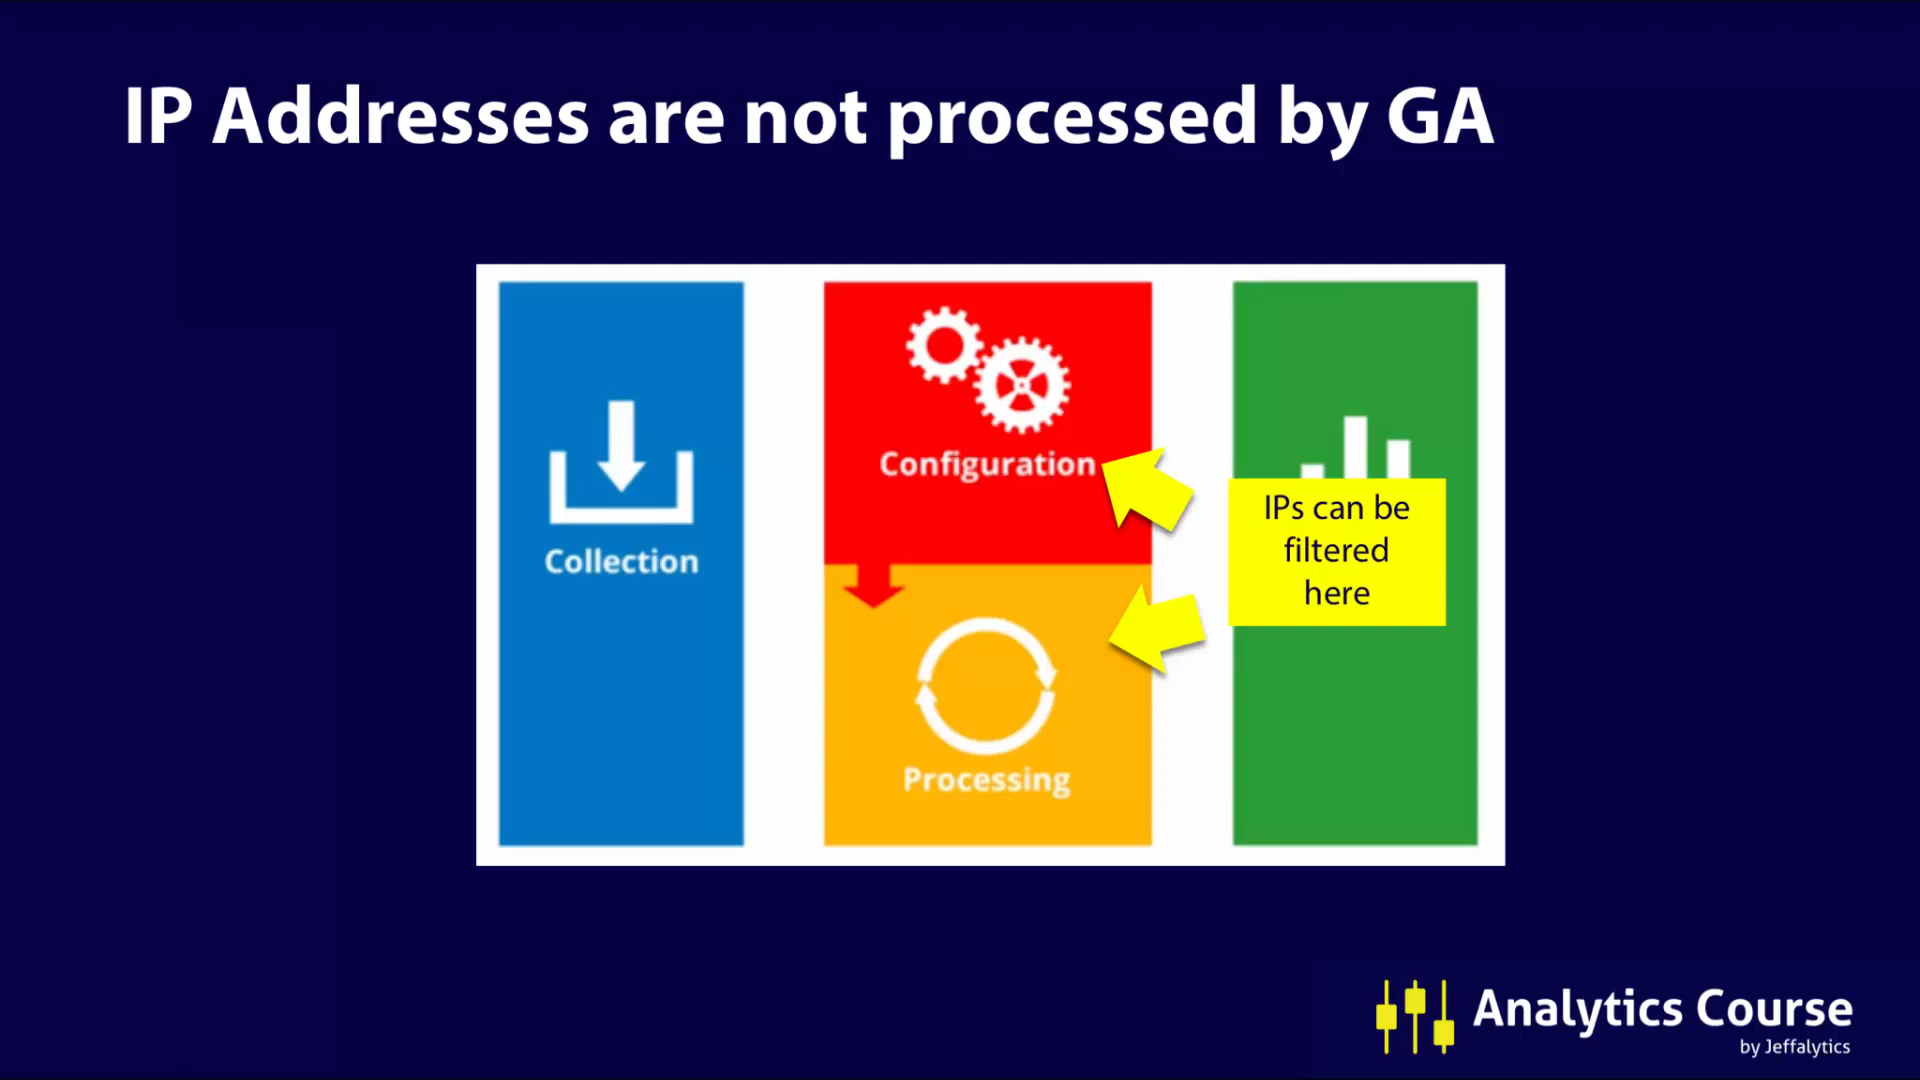 IP Addresses are not processed by GA
Collection
Configuration
Processing
IPs can be
filtered
here
Analytics Course
by Jeffalytics